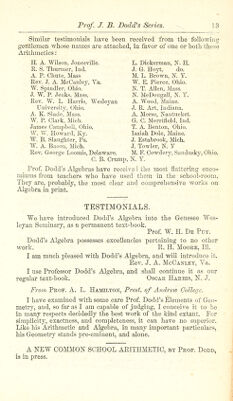 Prof. J. B. Dodd's Series. 13
Similar testimonials have been received from the following
gentlemen whose names are attached, in favor of one or both these
Arithmetics:
H. A. Wilson, Jonesville.
R. S. Thurmor, Ind.
A. P. Chute, Mass
Rev. J. A. McCauley, Va.
W. Spindler, Ohio.
J. W. P. Jenks, Mass.
Rev. W. L. Harris, Wesleyan
University, Ohio.
A. K. Slade, Mass.
W. P. Clark, Mich.
James Campbell, Ohio.
W. W. Howard, Ky.
W. B. Slaughter, Pa.
W. A. Bacon, Mich.
Rev. George Loomis, Delaware.
L. Dickerman, N. H.
J. G. Hoyt, do.
M. L. Brown, N. Y.
W. E. Pierce, Ohio.
N. T. Allen, Mass
N. McDougall, N. Y.
A. Wood, Mains.
J. R. Art, Indiana.
A. Morse, Nantucket.
G. C. Merrifield, Ind.
T. A. Benton, Ohio.
Isaiah Dole, Maine.
J. Estabrook, Mich.
J. Towler, N. Y
M. F. Cowdery, Sandusky, Ohio.
C. B. Crump, N. Y.
Prof. Dodd's Algebras have received the most flattering encomiums
from teachers who have used them in the school-room.
They are, probably, the most clear and comprehensive works on
Algebra in print.
TESTIMONIALS.
We have introduced Dodd's Algebra into the Genesee Wesleyan
Seminary, as a permanent text-book.
Prof. W. H. De Puy.
Dodd's Algebra possesses excellencies pertaining to no other
work. R. H. Moore, Ill.
I am much pleased with Dodd's Algebra, and will introduce it.
Rev. J. A. McCauley, Va.
I use Professor Dodd's Algebra, and shall continue it as our
regular text-book. Oscar Harris, N. J.
From Prof. A. L. Hamilton, Prest. of Andrew College.
I have examined with some care Prof. Dodd's Elements of Geometry,
and, so far as I am capable of judging, I conceive it to be
in many respects decidedly the best work of the kind extant. For
simplicity, exactness, and completeness, it can have no superior.
Like his Arithmetic and Algebra, in many important particulars,
his Geometry stands pre-eminent, and alone.
A NEW COMMON SCHOOL ARITHMETIC, by Prof. Dodd,
is in press.